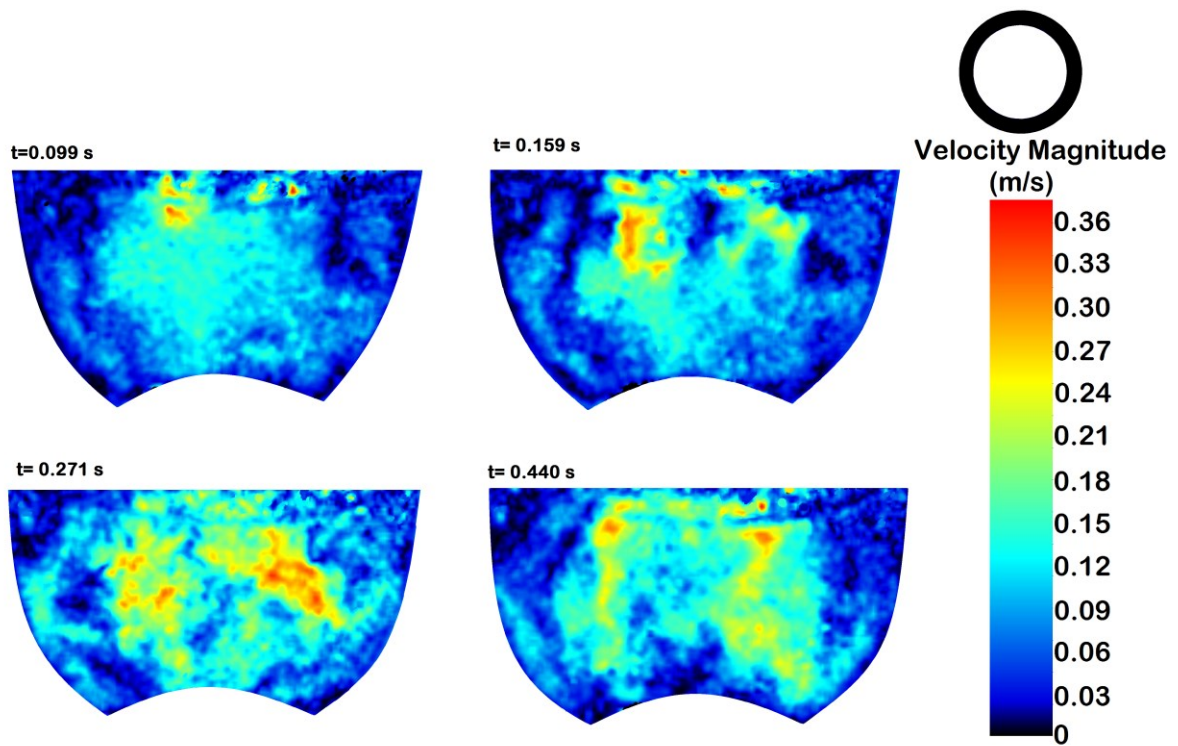 t=0.099 s
t= 0.159 s
Velocity Magnitude
(m/s)
0.36
0.33
0.30
0.27
0.24
0.21
0.18
0.15
0.12
0.09
0.06
0.03
0
t= 0.271 s
t= 0.440 s